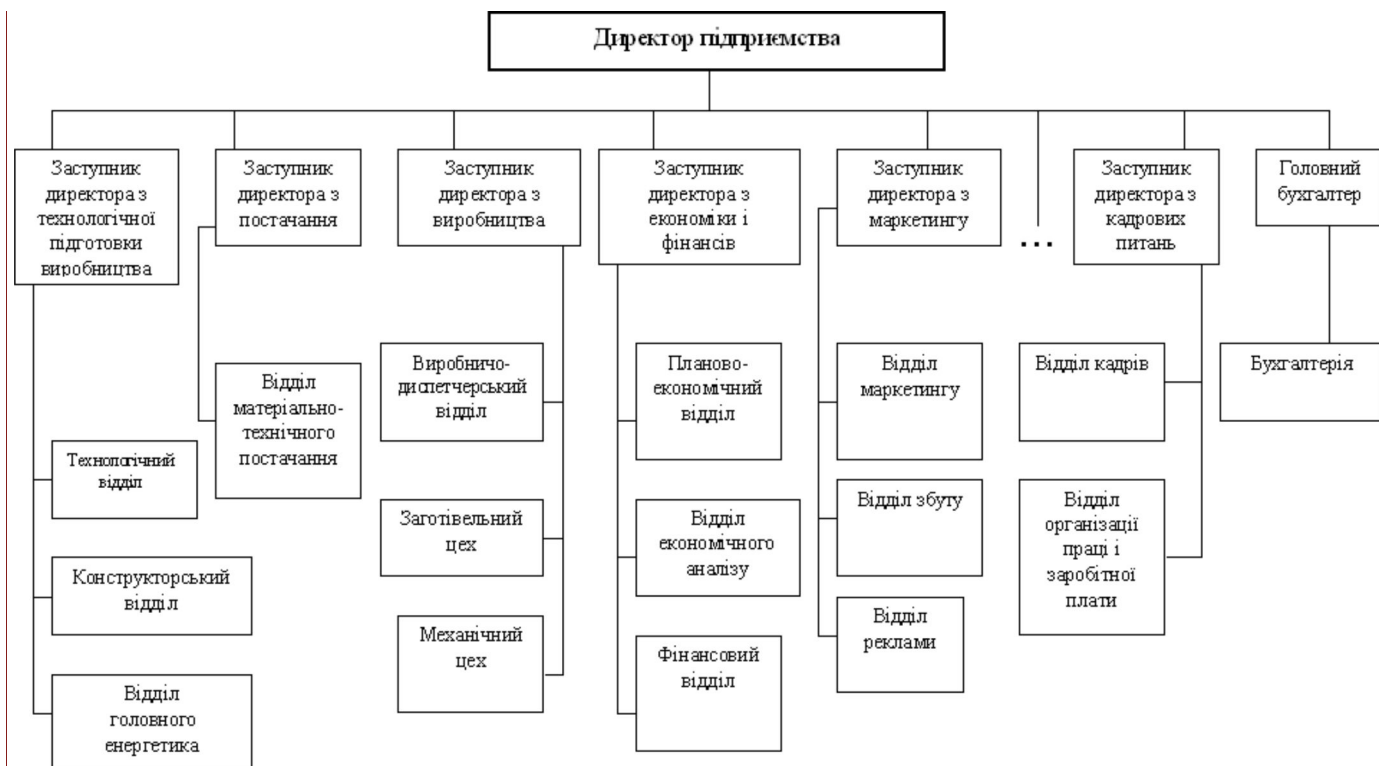 Директор підприємства
Заступник
директора з
технологічної
підготовки
виробництва
Заступник
директора з
постачання
Заступник
директора з
виробництва
Заступник
директора з
економіки і
фінансів
Заступник
директора з
маркетингу
...
Заступник
директора з
кадрових
питань
Головний
бухгалтер
Відділ
матеріально-
технічного
постачання
Виробничо-
диспетчерський
відділ
Планово-
економічний
відділ
Відділ
маркетингу
Відділ кадрів
Бухгалтерія
Технологічний
відділ
Заготівельний
цех
Відділ
економічного
аналізу
Відділ збуту
Відділ
організації
праці і
заробітної
плати
Конструкторський
відділ
Механічний
цех
Фінансовий
відділ
Відділ
реклами
Відділ
головного
енергетика